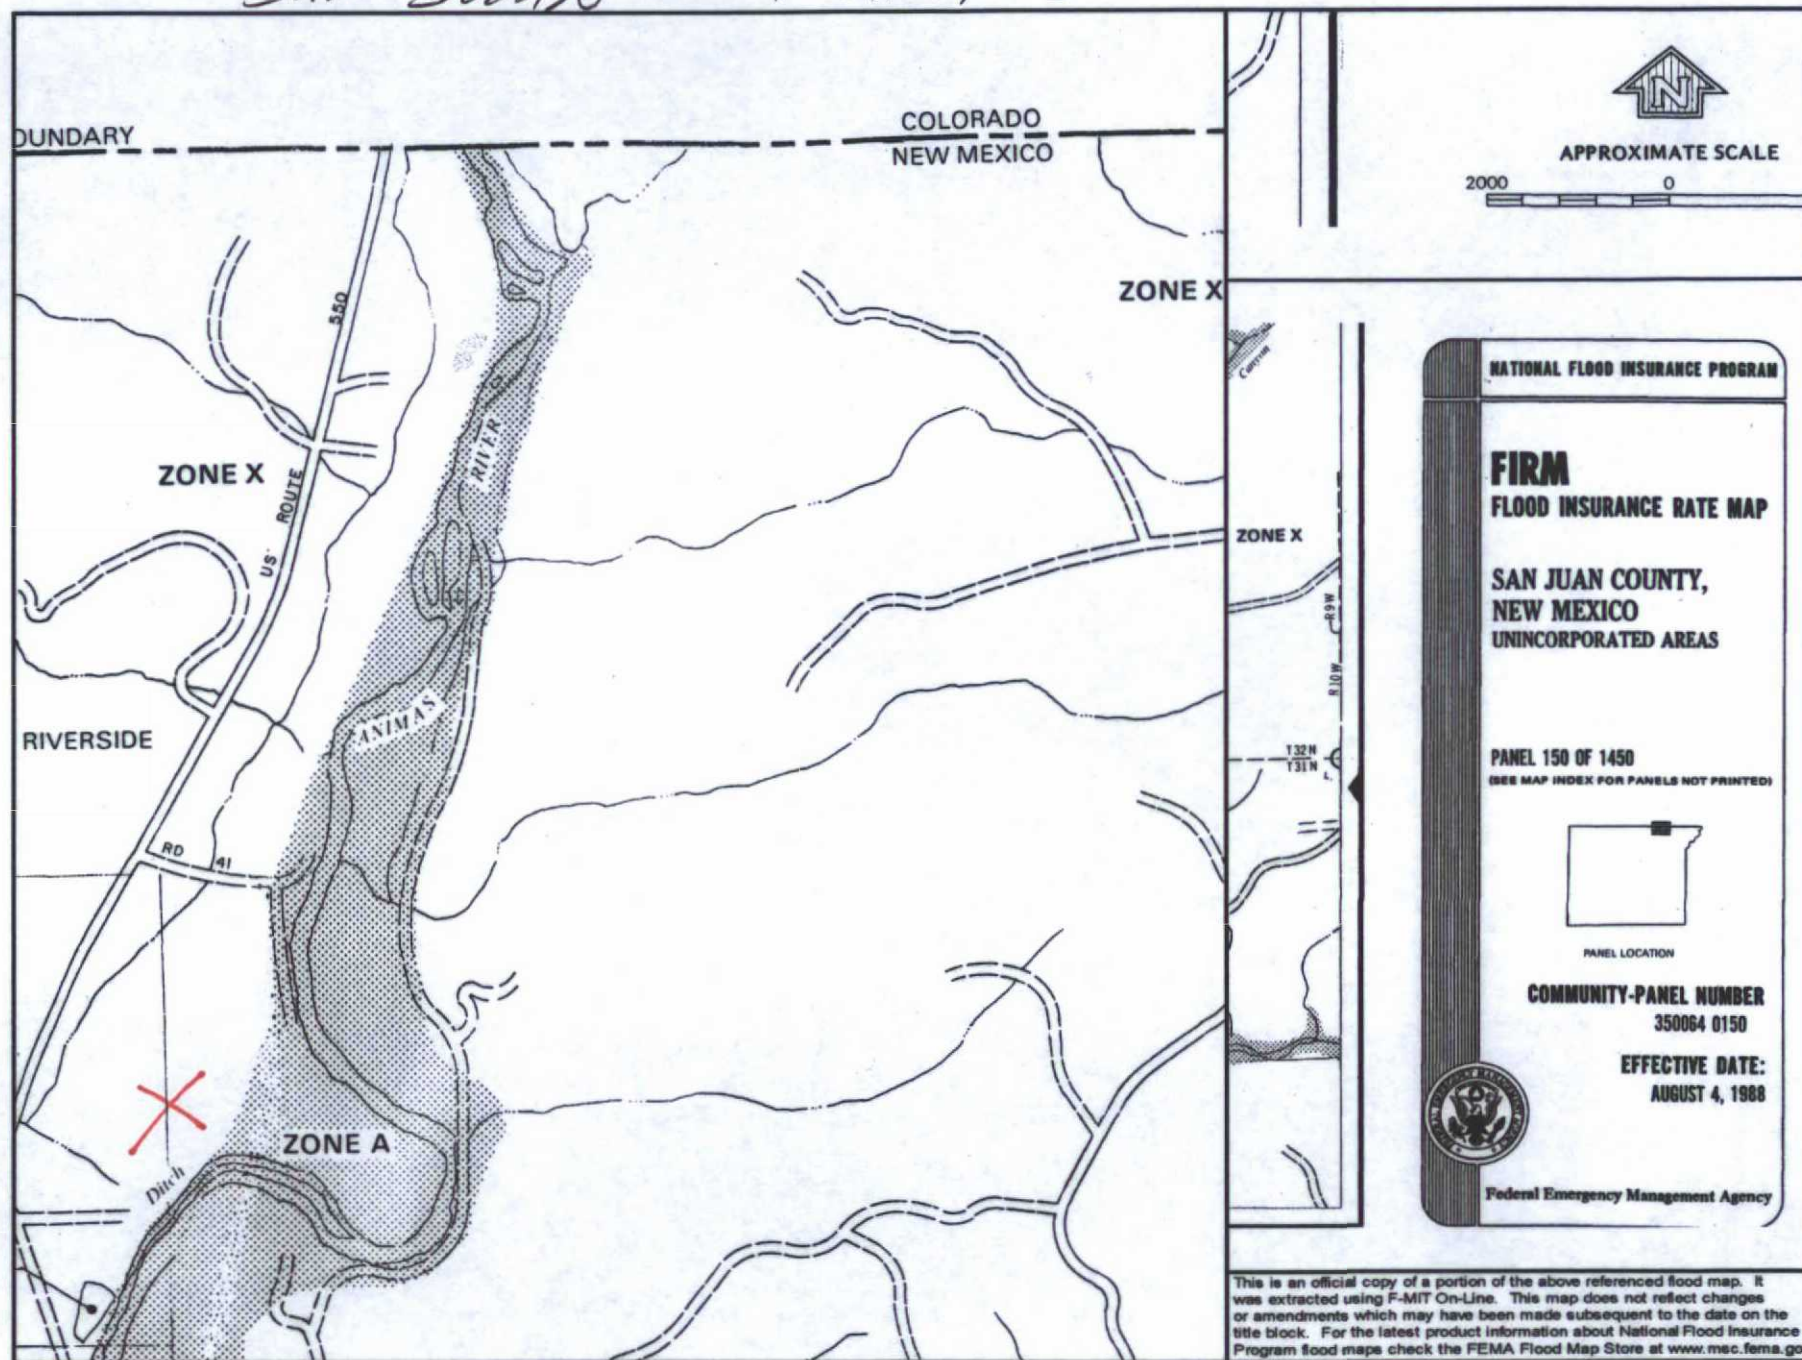 OUNDARY
COLORADO
NEW MEXICO
550
ZONE X
ZONE X
RIVER
US ROUTE
ANIMAS
RIVERSIDE
RD 41
ZONE A
Ditch
N
APPROXIMATE SCALE
2000 0
Canyon
ZONE X
R9W
R10W
T32N
T31N
NATIONAL FLOOD INSURANCE PROGRAM
FIRM
FLOOD INSURANCE RATE MAP
SAN JUAN COUNTY,
NEW MEXICO
UNINCORPORATED AREAS
PANEL 150 OF 1450
(SEE MAP INDEX FOR PANELS NOT PRINTED)
PANEL LOCATION
COMMUNITY-PANEL NUMBER
350064 0150
EFFECTIVE DATE:
AUGUST 4, 1988
Federal Emergency Management Agency
This is an official copy of a portion of the above referenced flood map. It
was extracted using F-MIT On-Line. This map does not reflect changes
or amendments which may have been made subsequent to the date on the
title block. For the latest product information about National Flood Insurance
Program flood maps check the FEMA Flood Map Store at www.msc.fema.go